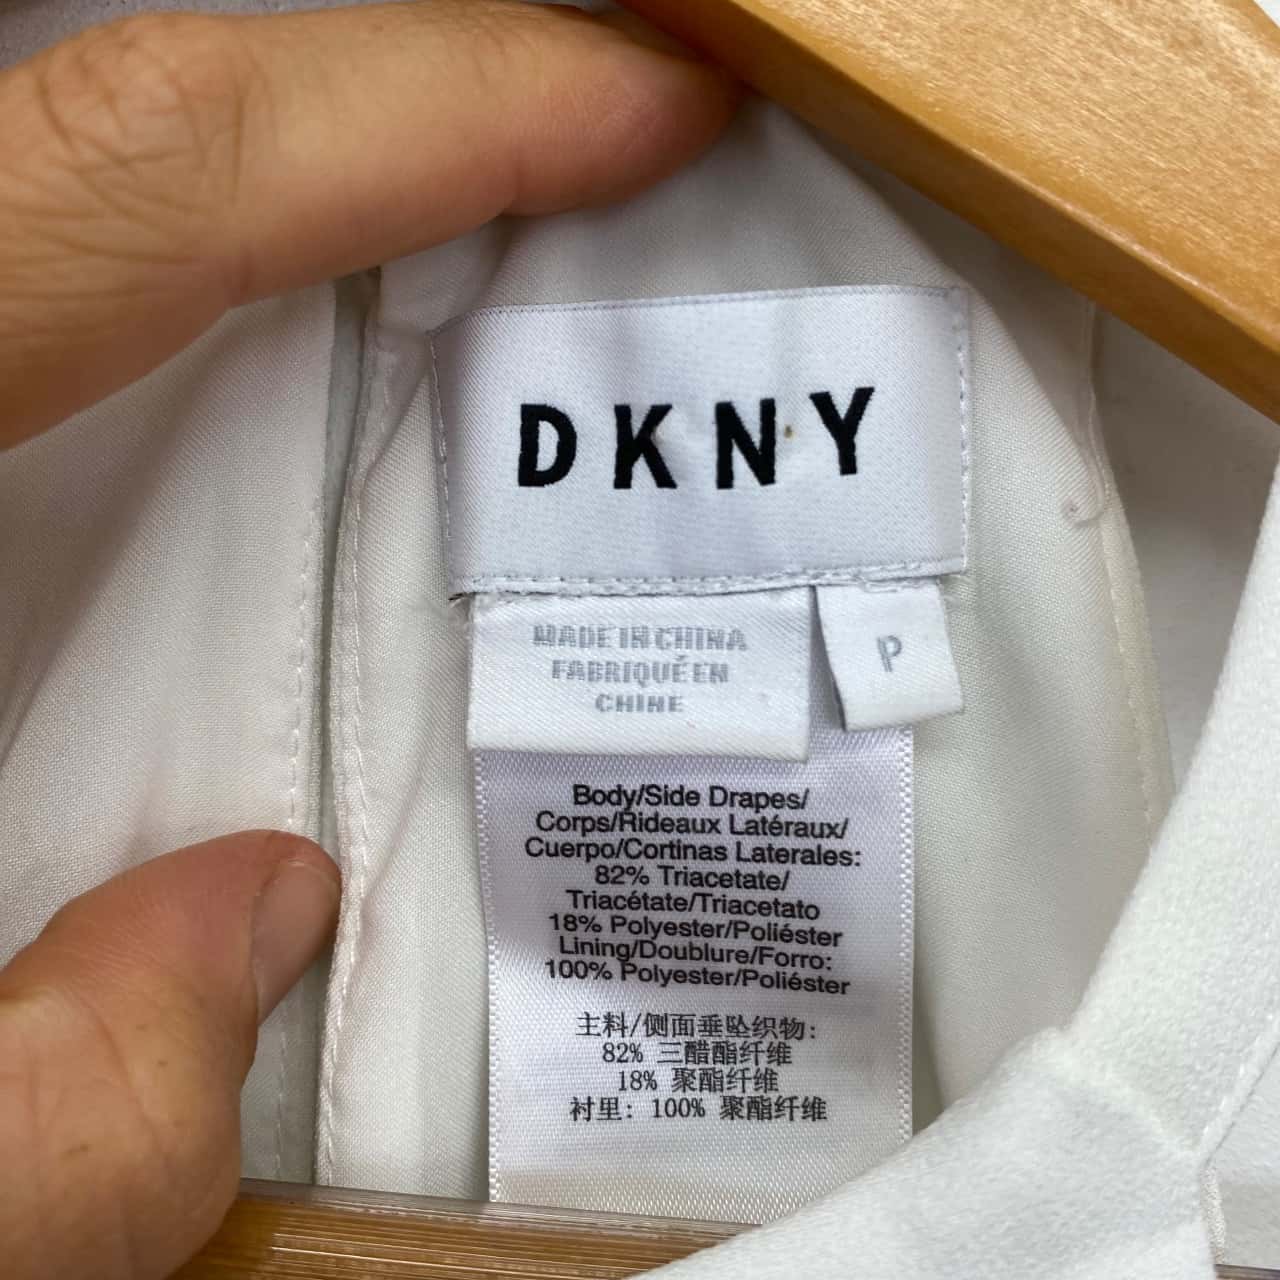 DKNY
MADE IN CHINA
FABRIQUÉ EN
CHINE
P
Body/Side Drapes/
Corps/Rideaux Latéraux/
Cuerpo/Cortinas Laterales:
82% Triacetate/
Triacétate/Triacetato
18% Polyester/Poliéster
Lining/Doublure/Forro:
100% Polyester/Poliéster
主料/侧面垂坠织物:
82% 三醋酯纤维
18% 聚酯纤维
衬里: 100% 聚酯纤维